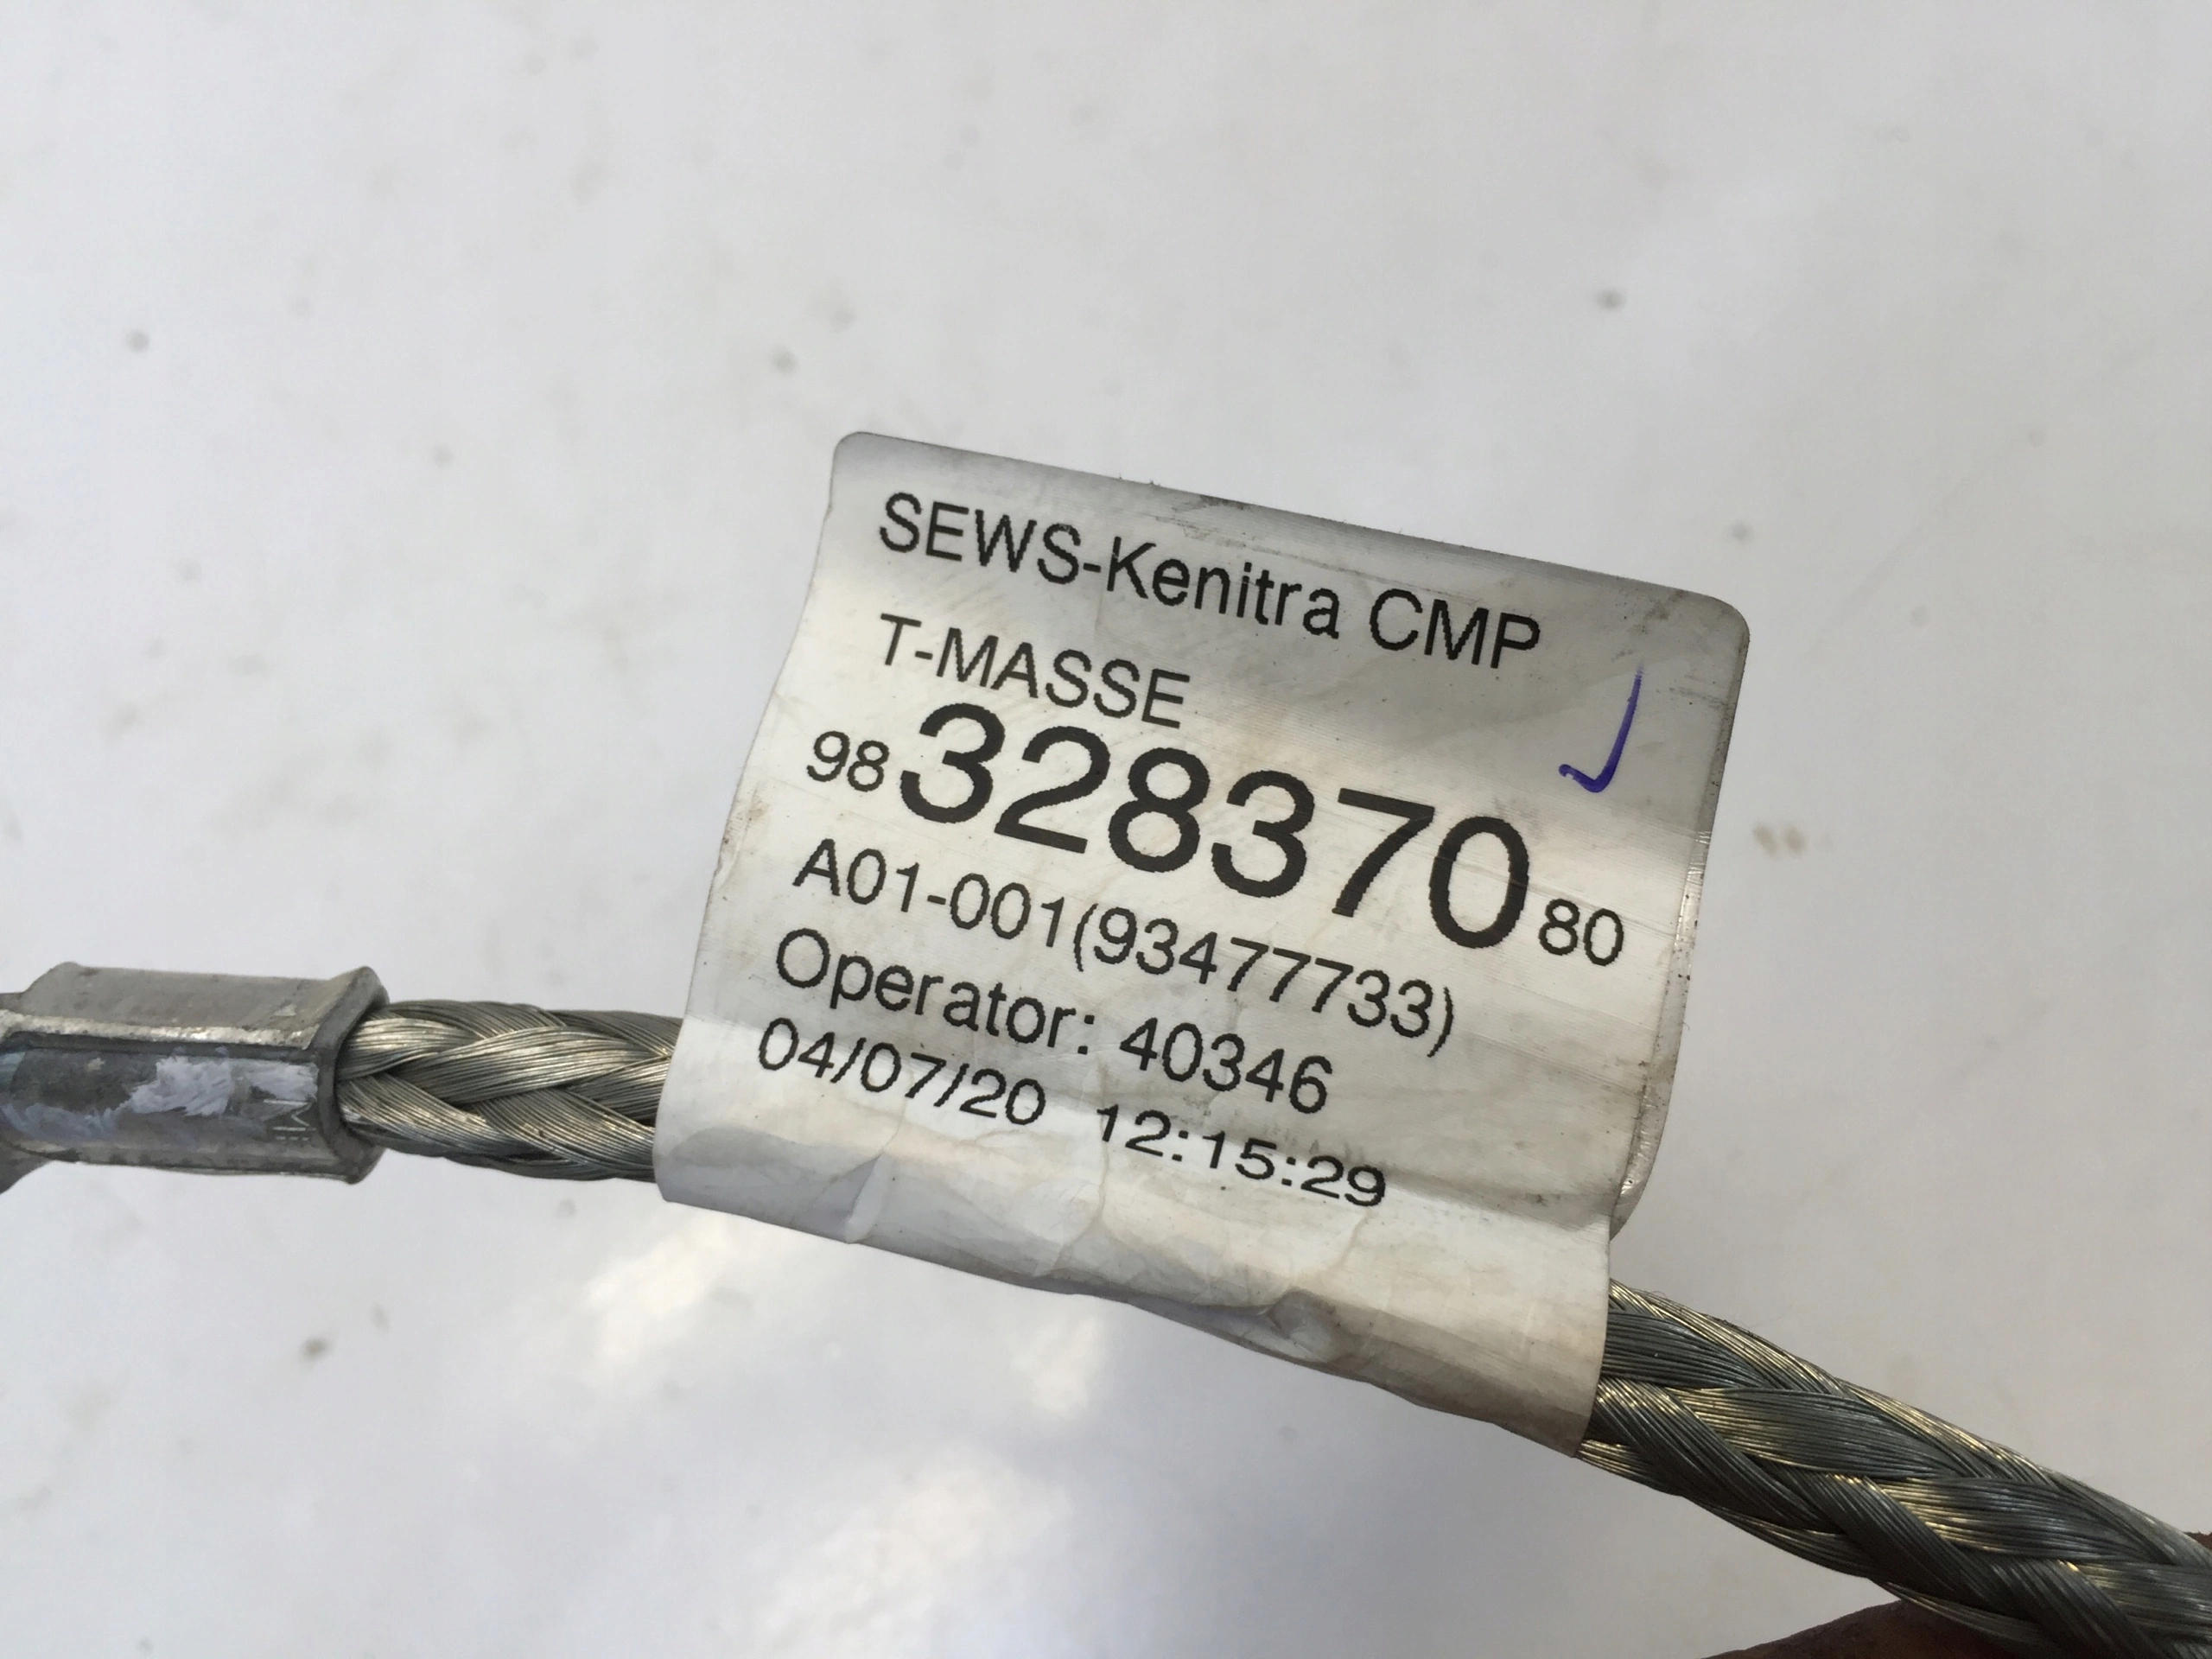 SEWS-Kenitra CMP
T-MASSE
98 328370 80
A01-001(93477733)
Operator: 40346
04/07/20 12:15:29